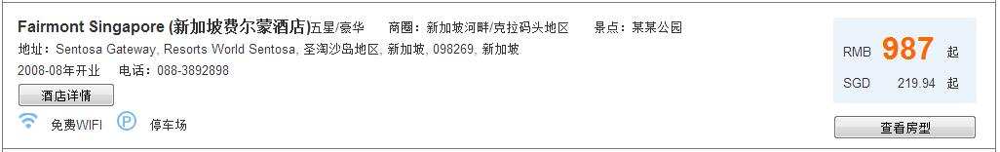 Fairmont Singapore (新加坡费尔蒙酒店)五星/豪华 商圈：新加坡河畔/克拉码头地区 景点：某某公园
地址：Sentosa Gateway, Resorts World Sentosa, 圣淘沙岛地区, 新加坡, 098269, 新加坡
2008-08年开业 电话：088-3892898
酒店详情
免费WIFI P 停车场
RMB 987 起
SGD 219.94 起
查看房型